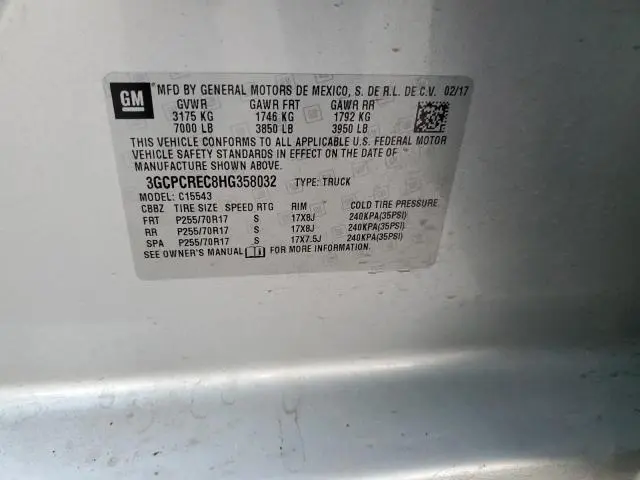 GM MFD BY GENERAL MOTORS DE MEXICO, S. DE R.L. DE C.V. 02/17
GVWR GAWR FRT GAWR RR
3175 KG 1746 KG 1792 KG
7000 LB 3850 LB 3950 LB
THIS VEHICLE CONFORMS TO ALL APPLICABLE U.S. FEDERAL MOTOR
VEHICLE SAFETY STANDARDS IN EFFECT ON THE DATE OF
MANUFACTURE SHOWN ABOVE.
3GCPCREC8HG358032 TYPE: TRUCK
MODEL: C15543
CBBZ TIRE SIZE SPEED RTG RIM COLD TIRE PRESSURE
FRT P255/70R17 S 17X8J 240KPA(35PSI)
RR P255/70R17 S 17X8J 240KPA(35PSI)
SPA P255/70R17 S 17X7.5J 240KPA(35PSI)
SEE OWNER'S MANUAL FOR MORE INFORMATION.